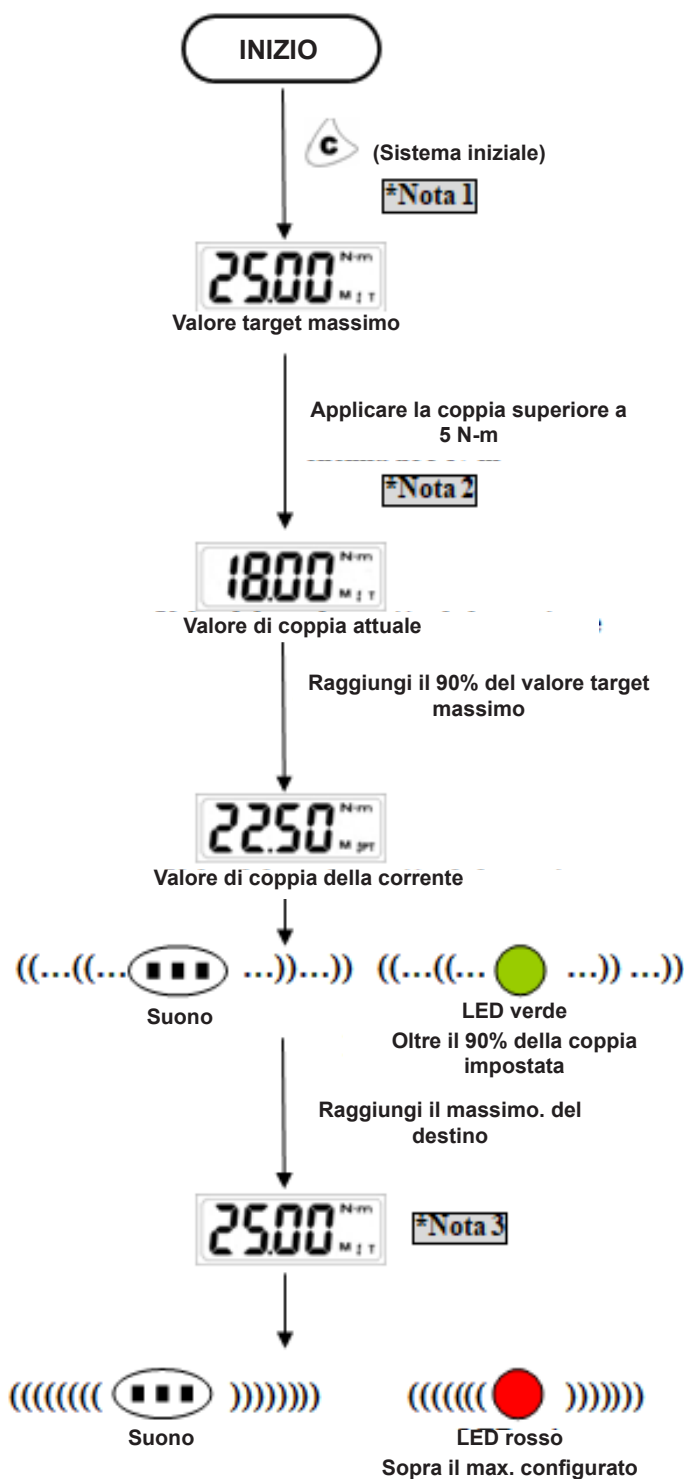 INIZIO
C (Sistema iniziale)
*Nota 1
25.00 N-m
Valore target massimo
Applicare la coppia superiore a
5 N-m
*Nota 2
18.00 N-m
Valore di coppia attuale
Raggiungi il 90% del valore target
massimo
22.50 N-m
Valore di coppia della corrente
((...((... ...))...)) ((...((... ...)) ...))
Suono
LED verde
Oltre il 90% della coppia
impostata
Raggiungi il massimo. del
destino
25.00 N-m
*Nota 3
(((((((( )))))))) ((((((( )))))))
Suono
LED rosso
Sopra il max. configurato